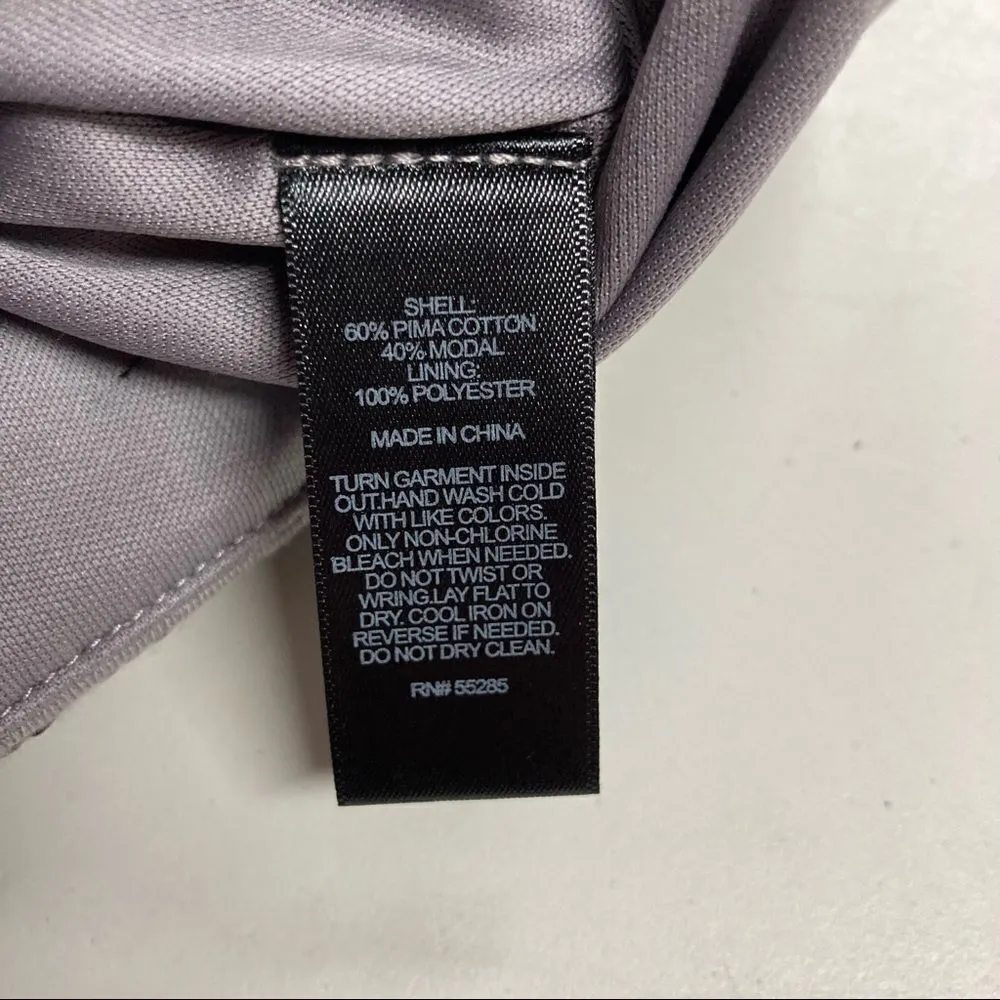 SHELL:
60% PIMA COTTON
40% MODAL
LINING:
100% POLYESTER
MADE IN CHINA
TURN GARMENT INSIDE
OUT.HAND WASH COLD
WITH LIKE COLORS.
ONLY NON-CHLORINE
BLEACH WHEN NEEDED.
DO NOT TWIST OR
WRING.LAY FLAT TO
DRY. COOL IRON ON
REVERSE IF NEEDED.
DO NOT DRY CLEAN.
RN# 55285